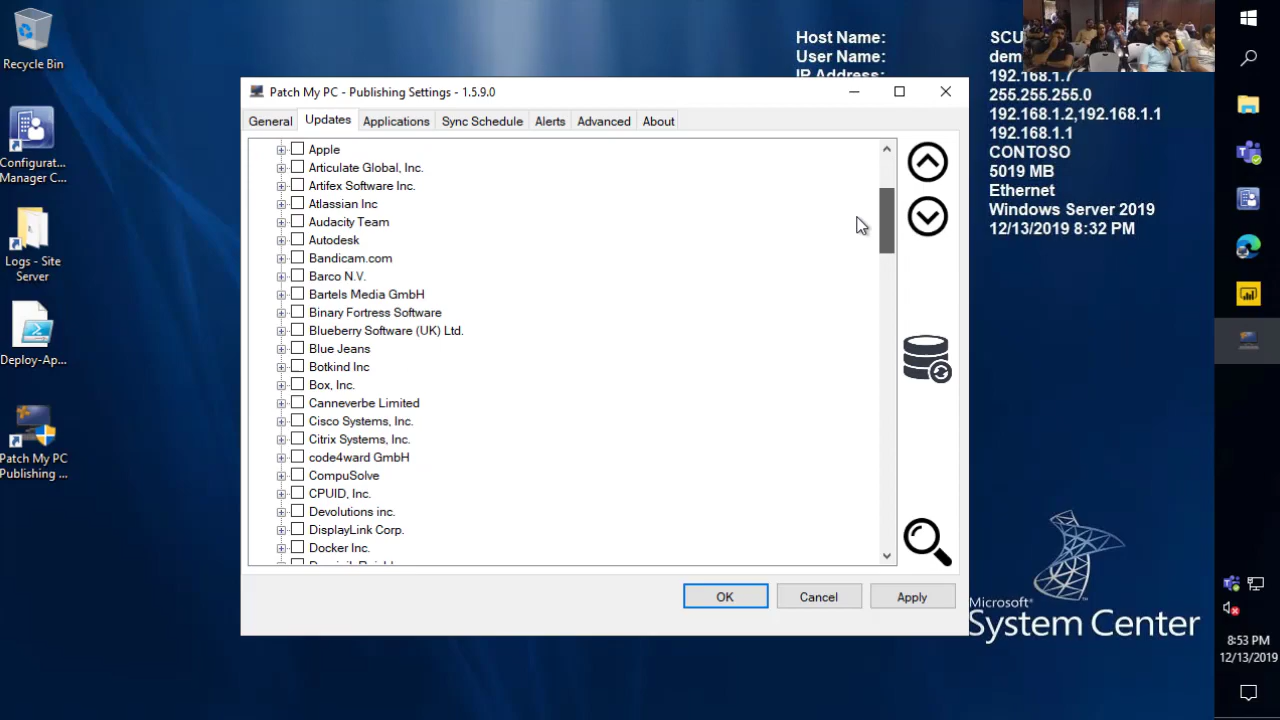 Recycle Bin
Configurat...
Manager C...
Logs - Site
Server
Deploy-Ap...
Patch My PC
Publishing ...
Host Name:
User Name:
IP Address:
SCU
dem
192.168.1.7
255.255.255.0
192.168.1.2,192.168.1.1
192.168.1.1
CONTOSO
5019 MB
Ethernet
Windows Server 2019
12/13/2019 8:32 PM
Patch My PC - Publishing Settings - 1.5.9.0
General Updates Applications Sync Schedule Alerts Advanced About
Apple
Articulate Global, Inc.
Artifex Software Inc.
Atlassian Inc
Audacity Team
Autodesk
Bandicam.com
Barco N.V.
Bartels Media GmbH
Binary Fortress Software
Blueberry Software (UK) Ltd.
Blue Jeans
Botkind Inc
Box, Inc.
Canneverbe Limited
Cisco Systems, Inc.
Citrix Systems, Inc.
code4ward GmbH
CompuSolve
CPUID, Inc.
Devolutions inc.
DisplayLink Corp.
Docker Inc.
OK Cancel Apply
Microsoft
System Center
8:53 PM
12/13/2019